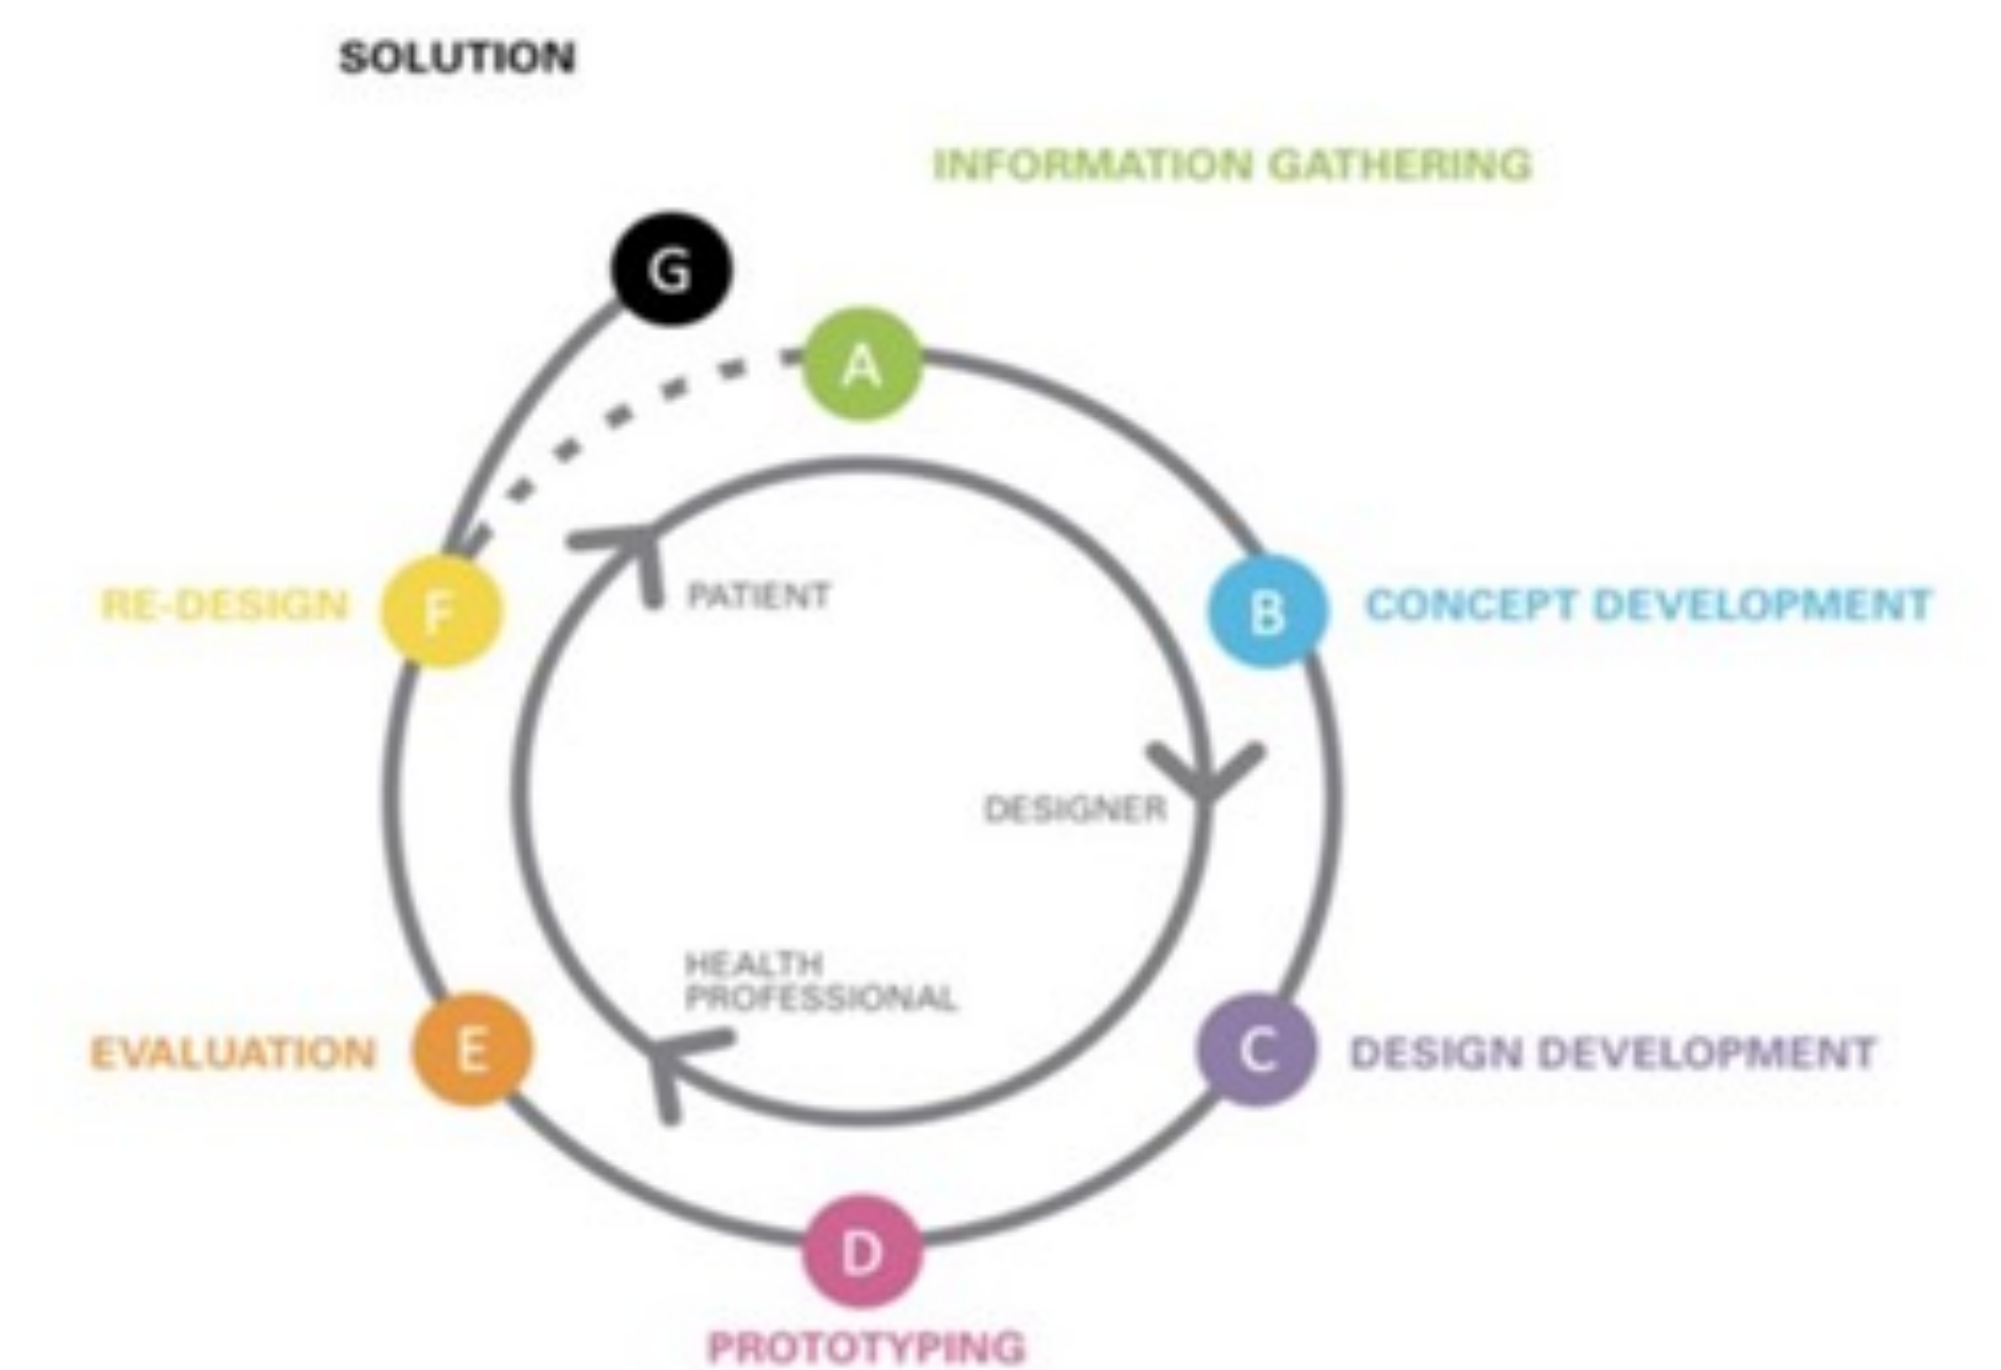 SOLUTION
INFORMATION GATHERING
G
A
RE-DESIGN
F
PATIENT
B
CONCEPT DEVELOPMENT
DESIGNER
HEALTH
PROFESSIONAL
EVALUATION
E
C
DESIGN DEVELOPMENT
D
PROTOTYPING